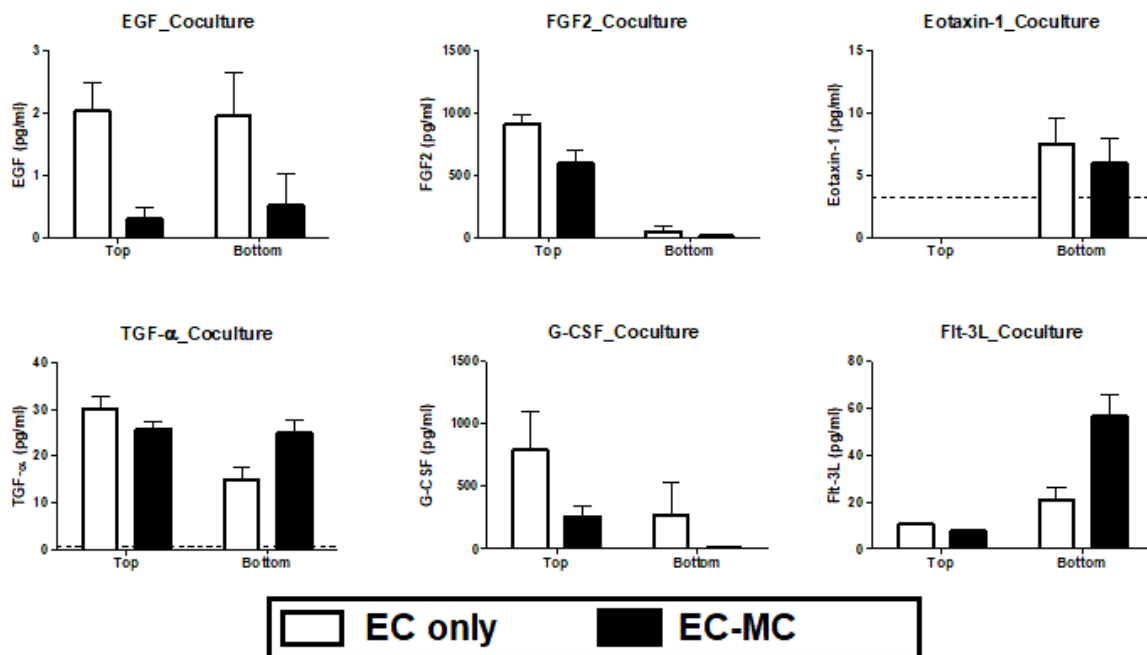 EGF_Coculture
EGF (pg/ml)
3
2
1
0
Top Bottom
FGF2_Coculture
FGF2 (pg/ml)
1500
1000
500
0
Top Bottom
Eotaxin-1_Coculture
Eotaxin-1 (pg/ml)
15
10
5
0
Top Bottom
TGF-α_Coculture
TGF-α (pg/ml)
40
30
20
10
0
Top Bottom
G-CSF_Coculture
G-CSF (pg/ml)
1500
1000
500
0
Top Bottom
Flt-3L_Coculture
Flt-3L (pg/ml)
80
60
40
20
0
Top Bottom
EC only EC-MC